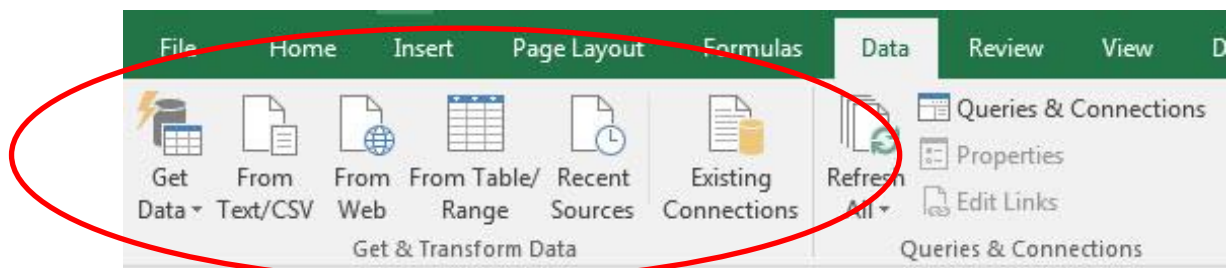 File Home Insert Page Layout Formulas Data Review View D
Get Data
From Text/CSV
From Web
From Table/ Range
Recent Sources
Existing Connections
Get & Transform Data
Refresh All
Queries & Connections
Properties
Edit Links
Queries & Connections